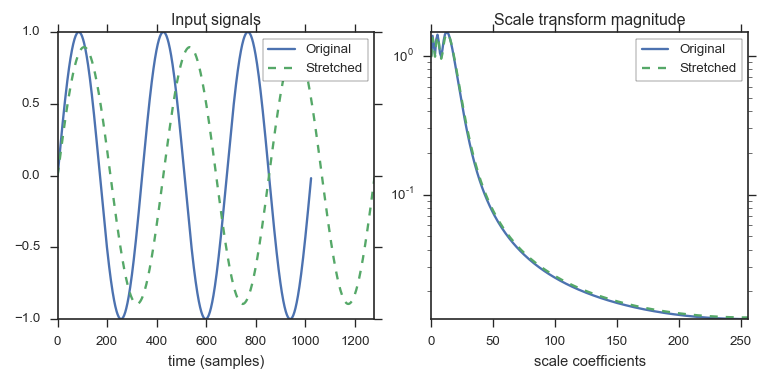 Input signals
1.0
0.5
0.0
−0.5
−1.0
0 200 400 600 800 1000 1200
time (samples)
Original
Stretched
Scale transform magnitude
10^0
10^-1
0 50 100 150 200 250
scale coefficients
Original
Stretched